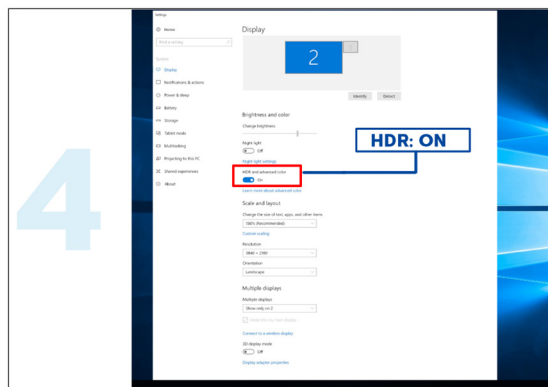 Settings
Home
Find a setting
System
Display
Notifications & actions
Power & sleep
Battery
Storage
Tablet mode
Multitasking
Projecting to this PC
Shared experiences
About
4
Display
2
1
Identify
Detect
Brightness and color
Change brightness
Night light
Off
Night light settings
HDR and advanced color
On
Learn more about advanced color
HDR: ON
Scale and layout
Change the size of text, apps, and other items
100% (Recommended)
Custom scaling
Resolution
3840 × 2160
Orientation
Landscape
Multiple displays
Multiple displays
Show only on 2
Connect to a wireless display
3D display mode
Off
Display adapter properties